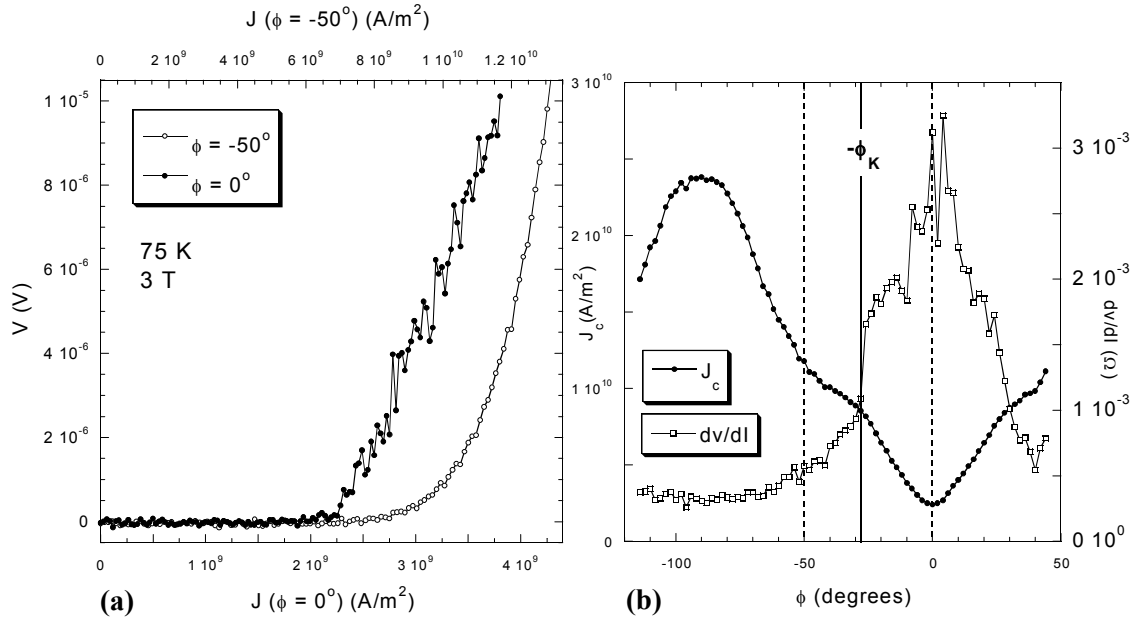 J (ϕ = -50°) (A/m²)
0 2 10⁹ 4 10⁹ 6 10⁹ 8 10⁹ 1 10¹⁰ 1.2 10¹⁰
V (V)
1 10⁻⁵
8 10⁻⁶
6 10⁻⁶
4 10⁻⁶
2 10⁻⁶
0
ϕ = -50°
ϕ = 0°
75 K
3 T
0 1 10⁹ 2 10⁹ 3 10⁹ 4 10⁹
(a)
J (ϕ = 0°) (A/m²)
J_c (A/m²)
3 10¹⁰
2 10¹⁰
1 10¹⁰
0
-ϕ_K
J_c
dv/dI
3 10⁻³
2 10⁻³
1 10⁻³
0 10⁰
dv/dI (Ω)
-100 -50 0 50
(b)
ϕ (degrees)